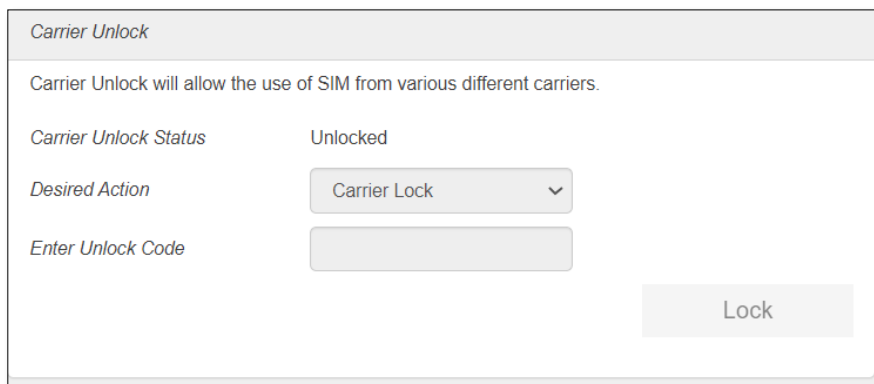 Carrier Unlock
Carrier Unlock will allow the use of SIM from various different carriers.
Carrier Unlock Status Unlocked
Desired Action Carrier Lock
Enter Unlock Code
Lock